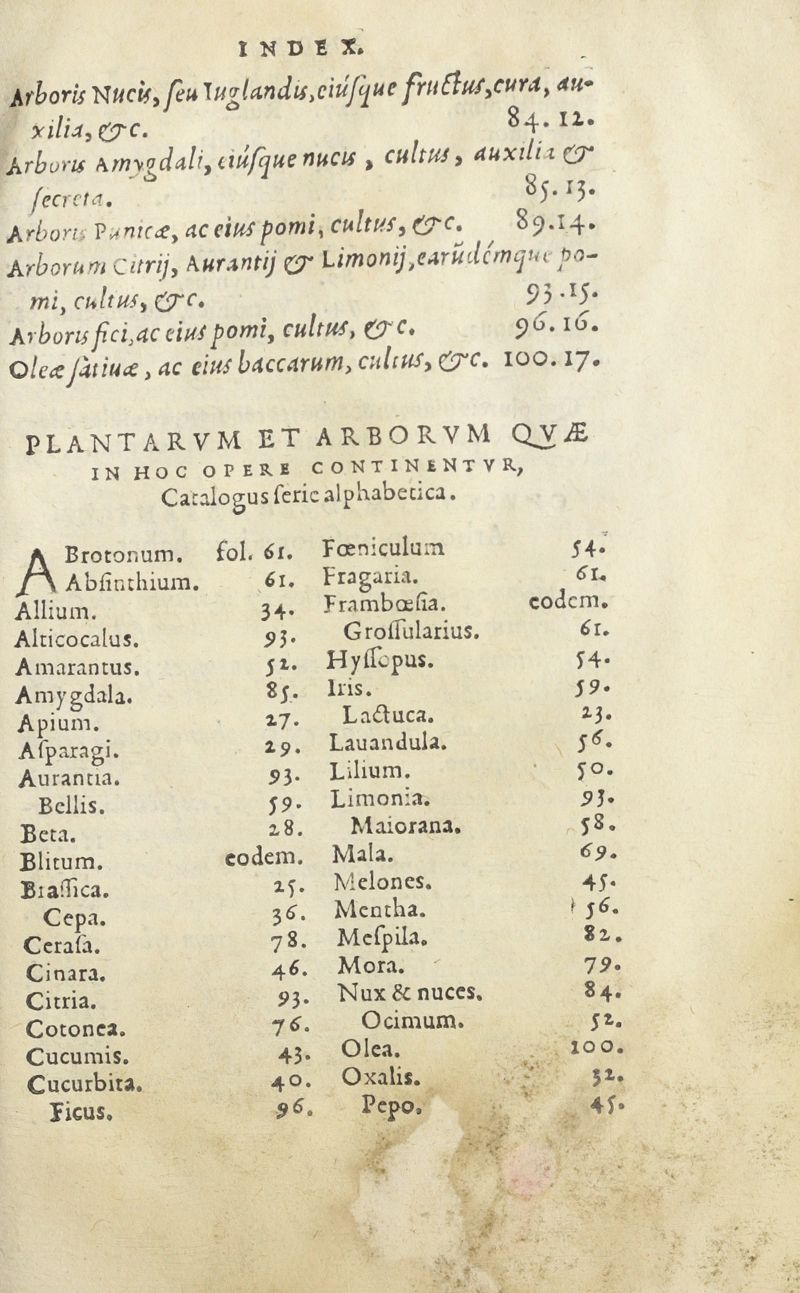 INDEX.
Arboris Nucis, seu Iuglandis, eiúsque fructus, cura, au-
xilia, &c. 84. 12.
Arboris Amygdali, eiúsque nucis, cultus, auxilia &
secreta. 85. 13.
Arboris Punicæ, ac eius pomi, cultus, &c. 89. 14.
Arborum Citrij, Aurantij & Limonij, earúdémque po-
mi, cultus, &c. 93. 15.
Arboris fici, ac eius pomi, cultus, &c. 96. 16.
Oleæ satiuæ, ac eius baccarum, cultus, &c. 100. 17.
PLANTARVM ET ARBORVM QVÆ
IN HOC OPERE CONTINENTVR,
Catalogus serie alphabetica.
ABrotonum. fol. 61.
Absinthium. 61.
Allium. 34.
Alticocalus. 93.
Amarantus. 52.
Amygdala. 85.
Apium. 27.
Asparagi. 29.
Aurantia. 93.
Bellis. 59.
Beta. 28.
Blitum. eodem.
Brassica. 25.
Cepa. 36.
Cerasa. 78.
Cinara. 46.
Citria. 93.
Cotonea. 76.
Cucumis. 43.
Cucurbita. 40.
Ficus. 96.
Fœniculum 54.
Fragaria. 61.
Frambœsia. eodem.
Grossularius. 61.
Hyssopus. 54.
Iris. 59.
Lactuca. 23.
Lauandula. 56.
Lilium. 50.
Limonia. 93.
Maiorana. 58.
Mala. 69.
Melones. 45.
Mentha. 56.
Mespila. 82.
Mora. 79.
Nux & nuces. 84.
Ocimum. 52.
Olea. 100.
Oxalis. 32.
Pepo. 45.